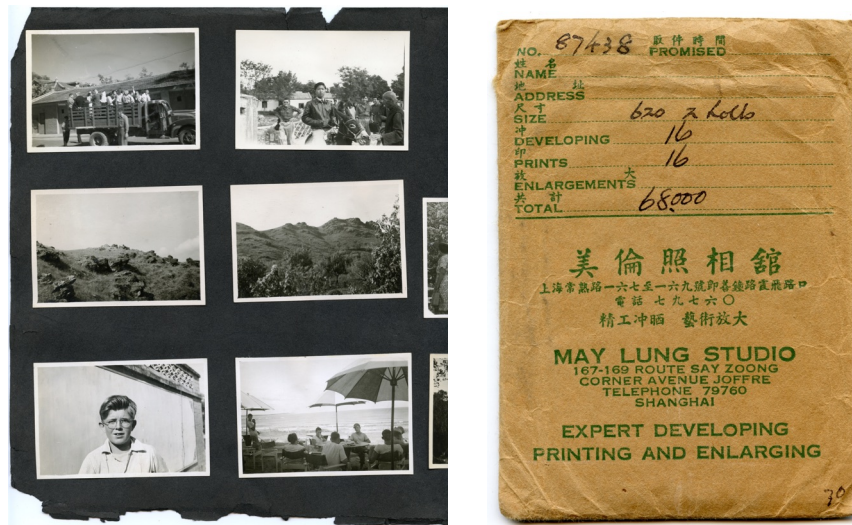 NO. 87438 取件時間 PROMISED
姓名 NAME
地址 ADDRESS
尺寸 SIZE 620 2 Rolls
冲 DEVELOPING 16
印 PRINTS 16
放大 ENLARGEMENTS
共計 TOTAL 68,000
美倫照相舘
上海常熟路一六七至一六九號即善鐘路霞飛路口
電話七九七六〇
精工冲晒 藝術放大
MAY LUNG STUDIO
167-169 ROUTE SAY ZOONG
CORNER AVENUE JOFFRE
TELEPHONE 79760
SHANGHAI
EXPERT DEVELOPING
PRINTING AND ENLARGING